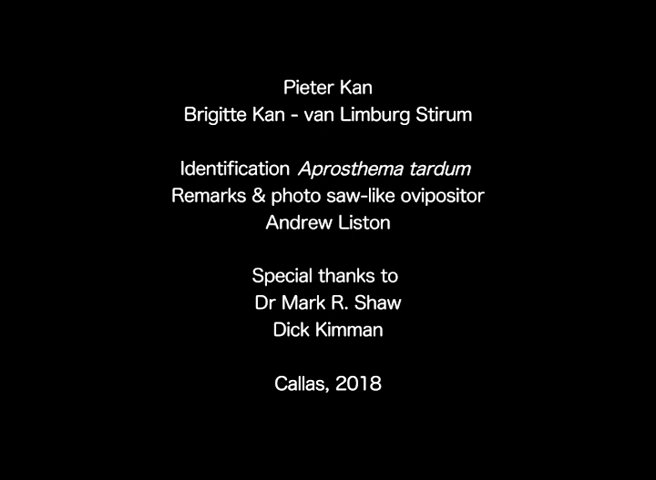 Pieter Kan
Brigitte Kan - van Limburg Stirum
Identification Aprosthema tardum
Remarks & photo saw-like ovipositor
Andrew Liston
Special thanks to
Dr Mark R. Shaw
Dick Kimman
Callas, 2018